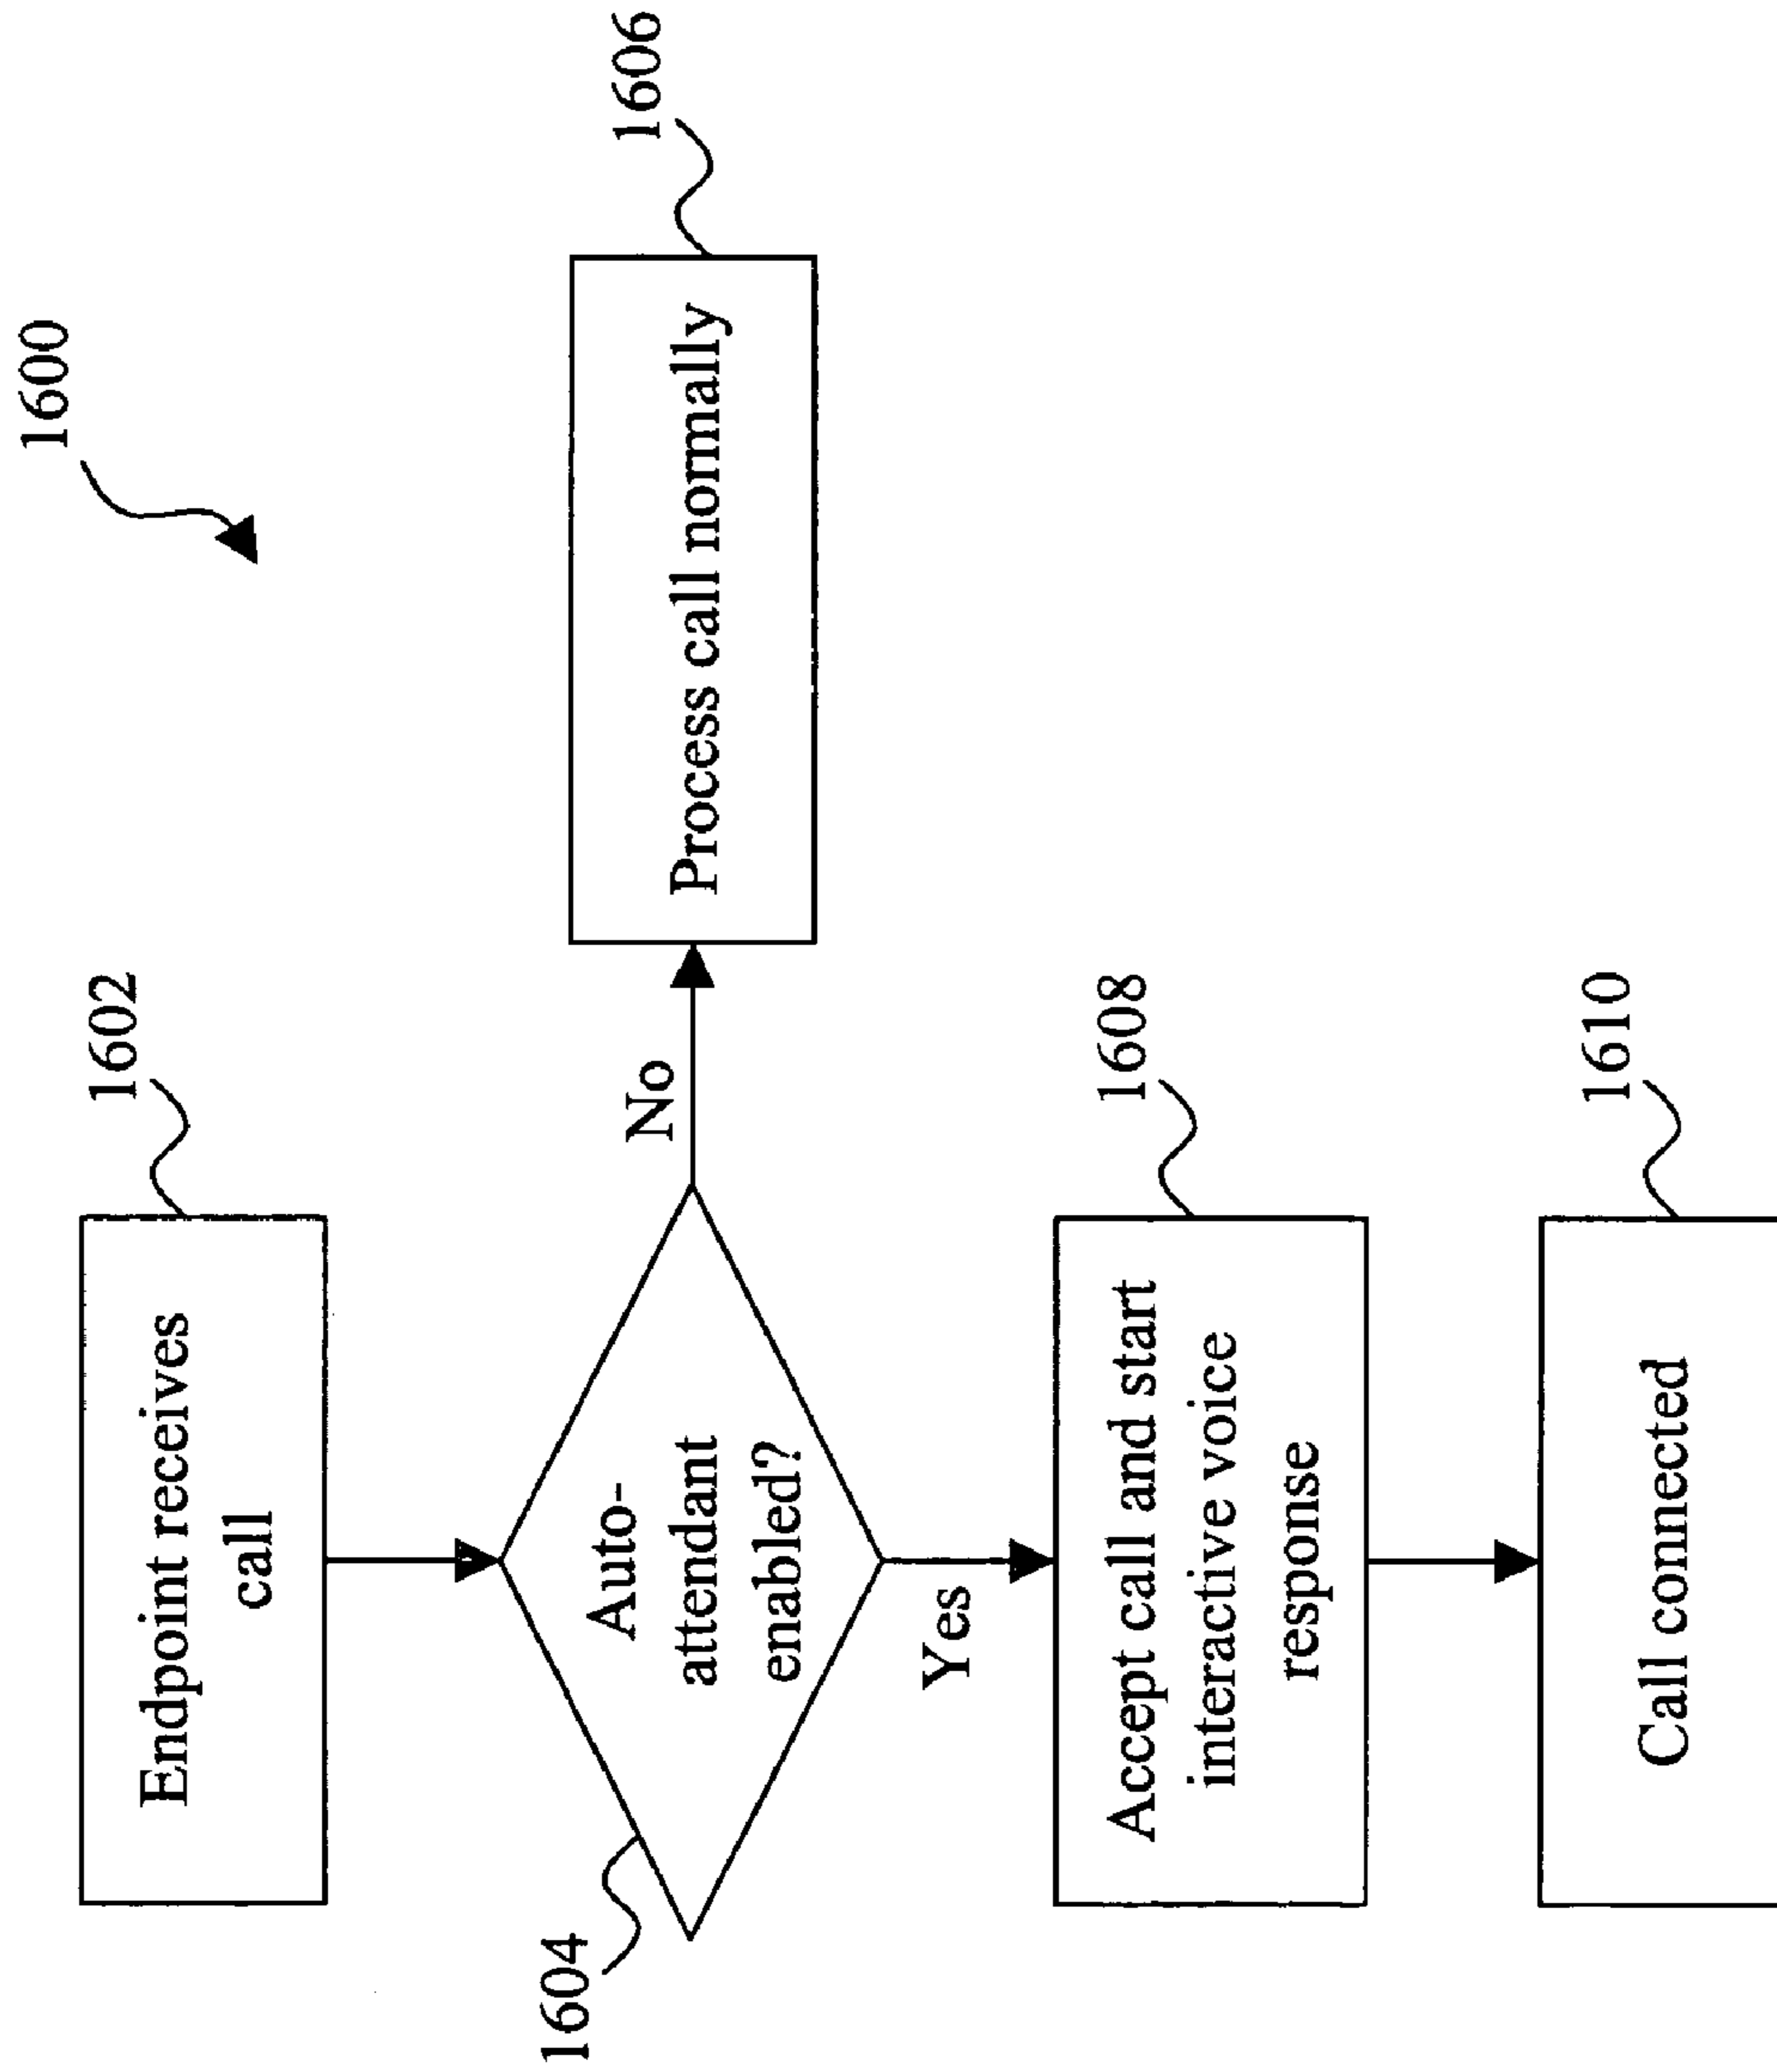 1600
1602
Endpoint receives
call
1604
Auto-
attendant
enabled?
No
1606
Process call normally
Yes
1608
Accept call and start
interactive voice
response
1610
Call connected